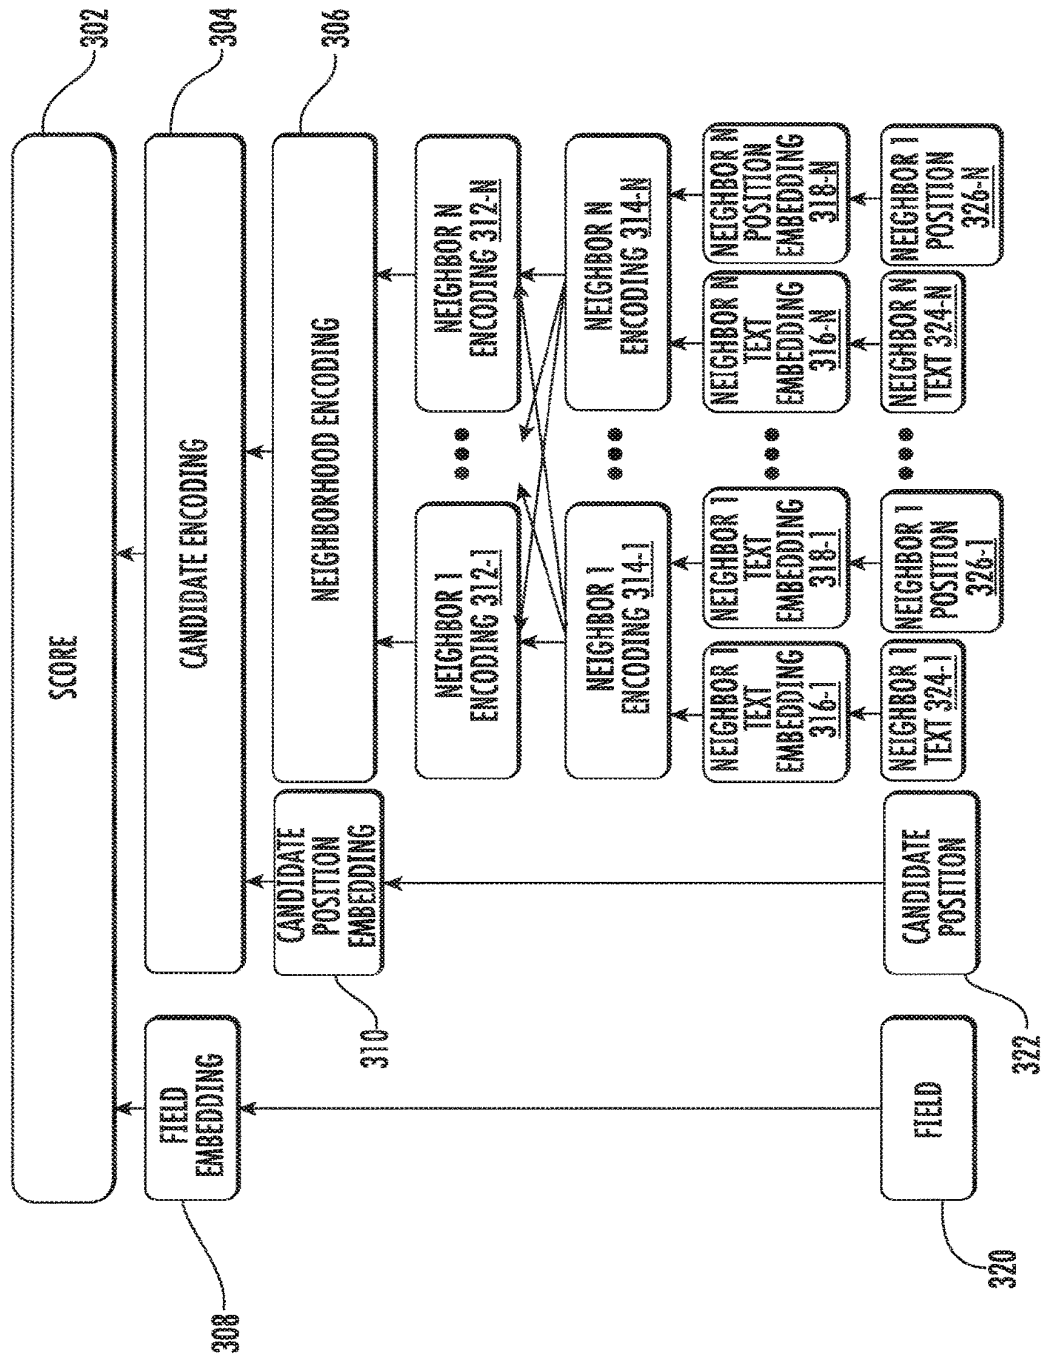 SCORE
302
FIELD
EMBEDDING
308
CANDIDATE ENCODING
304
CANDIDATE
POSITION
EMBEDDING
310
NEIGHBORHOOD ENCODING
306
NEIGHBOR 1
ENCODING 312-1
NEIGHBOR N
ENCODING 312-N
NEIGHBOR 1
ENCODING 314-1
NEIGHBOR N
ENCODING 314-N
NEIGHBOR 1
TEXT
EMBEDDING
316-1
NEIGHBOR 1
TEXT
EMBEDDING
318-1
NEIGHBOR N
TEXT
EMBEDDING
316-N
NEIGHBOR N
POSITION
EMBEDDING
318-N
FIELD
320
CANDIDATE
POSITION
322
NEIGHBOR 1
TEXT 324-1
NEIGHBOR 1
POSITION
326-1
NEIGHBOR N
TEXT 324-N
NEIGHBOR 1
POSITION
326-N